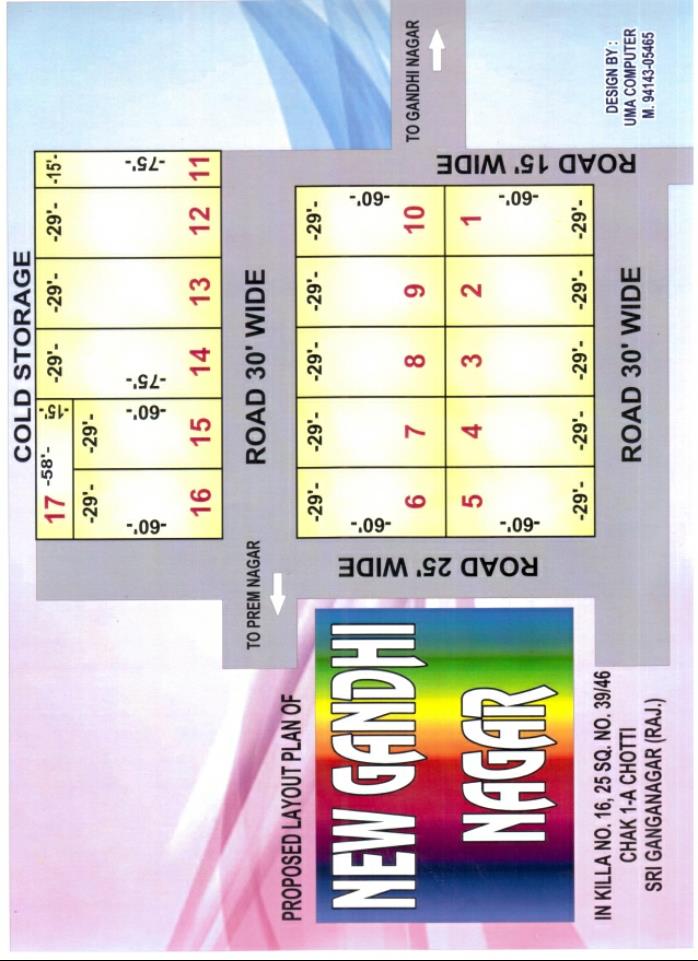 COLD STORAGE
17 -58'- 15'-
-29'- -29'- -29'- -29'- -29'- -15'-
-60'- -60'- -75'- -75'-
16 15 14 13 12 11
TO PREM NAGAR
ROAD 30' WIDE
TO GANDHI NAGAR
PROPOSED LAYOUT PLAN OF
NEW GANDHI
NAGAR
IN KILLA NO. 16, 25 SQ. NO. 39/46
CHAK 1-A CHOTTI
SRI GANGANAGAR (RAJ.)
ROAD 25' WIDE
-29'- -29'- -29'- -29'- -29'-
-60'- -60'-
6 7 8 9 10
5 4 3 2 1
-60'- -60'-
-29'- -29'- -29'- -29'- -29'-
ROAD 15' WIDE
ROAD 30' WIDE
DESIGN BY :
UMA COMPUTER
M. 94143-05465